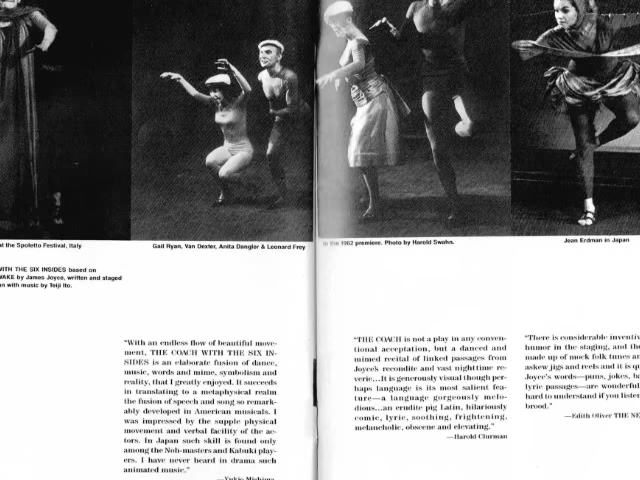 at the Spoletto Festival, Italy
Gail Ryan, Van Dexter, Anita Dangler & Leonard Frey
in the 1962 premiere. Photo by Harold Swahn.
Jean Erdman in Japan
WITH THE SIX INSIDES based on
WAKE by James Joyce, written and staged
with music by Teiji Ito.
"With an endless flow of beautiful move-
ment, THE COACH WITH THE SIX IN-
SIDES is an elaborate fusion of dance,
music, words and mime, symbolism and
reality, that I greatly enjoyed. It succeeds
in translating to a metaphysical realm
the fusion of speech and song so remark-
ably developed in American musicals. I
was impressed by the supple physical
movement and verbal facility of the ac-
tors. In Japan such skill is found only
among the Noh-masters and Kabuki play-
ers. I have never heard in drama such
animated music."
—Yukio Mishima
"THE COACH is not a play in any conven-
tional acceptation, but a danced and
mimed recital of linked passages from
Joyce's recondite and vast nighttime re-
verie,..It is generously visual though per-
haps language is its most salient fea-
ture—a language gorgeously melo-
dious...an erudite pig Latin, hilariously
comic, lyric, soothing, frightening,
melancholic, obscene and elevating."
—Harold Clurman
"There is considerable
humor in the staging, and
made up of mock folk tunes
askew jigs and reels and it is
Joyce's words—puns, jokes,
lyric passages—are wonderful
hard to understand if you listen
brood."
—Edith Oliver THE